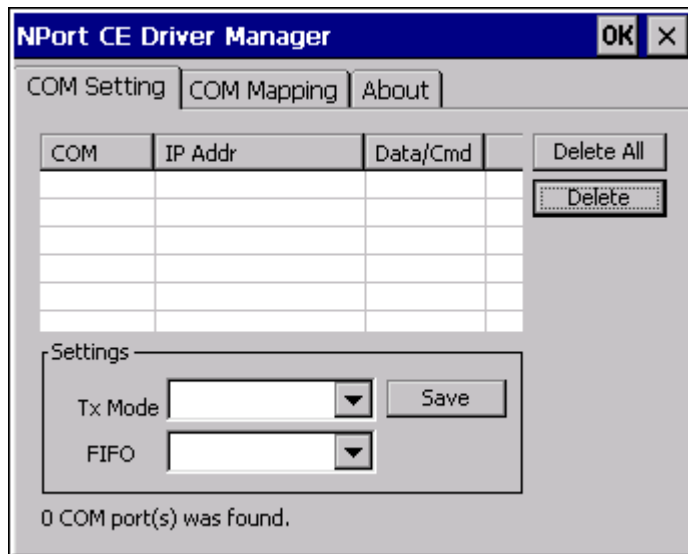 NPort CE Driver Manager OK
COM Setting COM Mapping About
COM IP Addr Data/Cmd Delete All
Delete
Settings
Tx Mode Save
FIFO
0 COM port(s) was found.